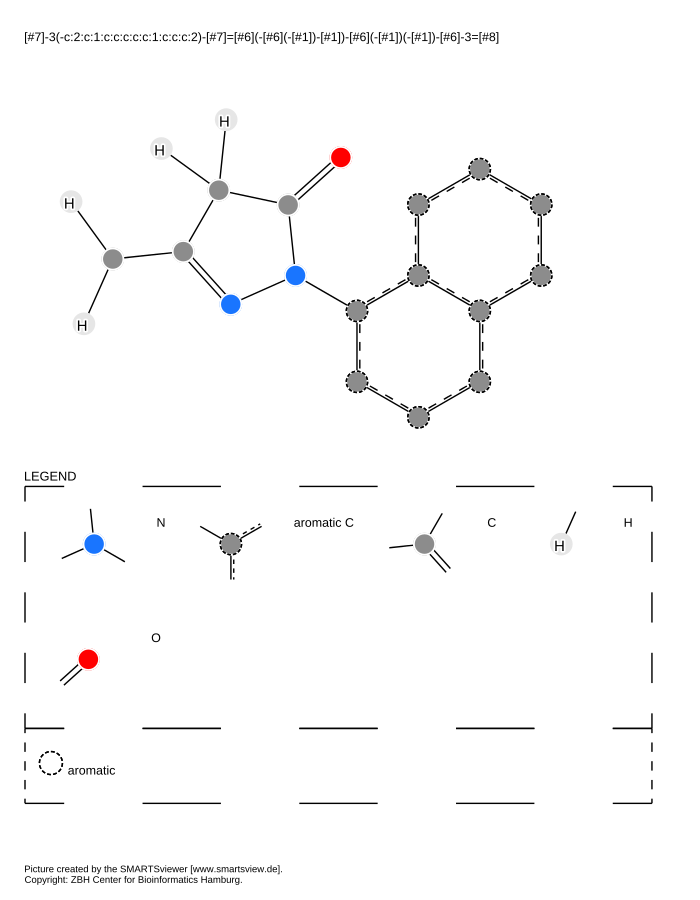 [#7]-3(-c:2:c:1:c:c:c:c:c:1:c:c:c:2)-[#7]=[#6](-[#6](-[#1])-[#1])-[#6](-[#1])(-[#1])-[#6]-3=[#8]
H
H
H
H
LEGEND
N aromatic C C H H
O
aromatic
Picture created by the SMARTSviewer [www.smartsview.de].
Copyright: ZBH Center for Bioinformatics Hamburg.